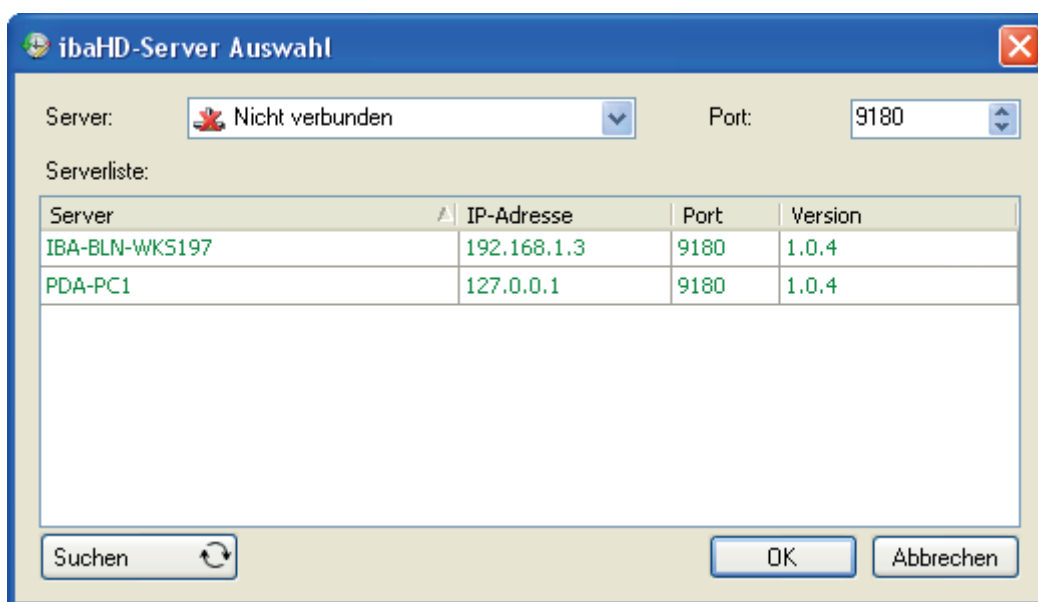 ibaHD-Server Auswahl
Server: Nicht verbunden Port: 9180
Serverliste:
Server IP-Adresse Port Version
IBA-BLN-WKS197 192.168.1.3 9180 1.0.4
PDA-PC1 127.0.0.1 9180 1.0.4
Suchen OK Abbrechen